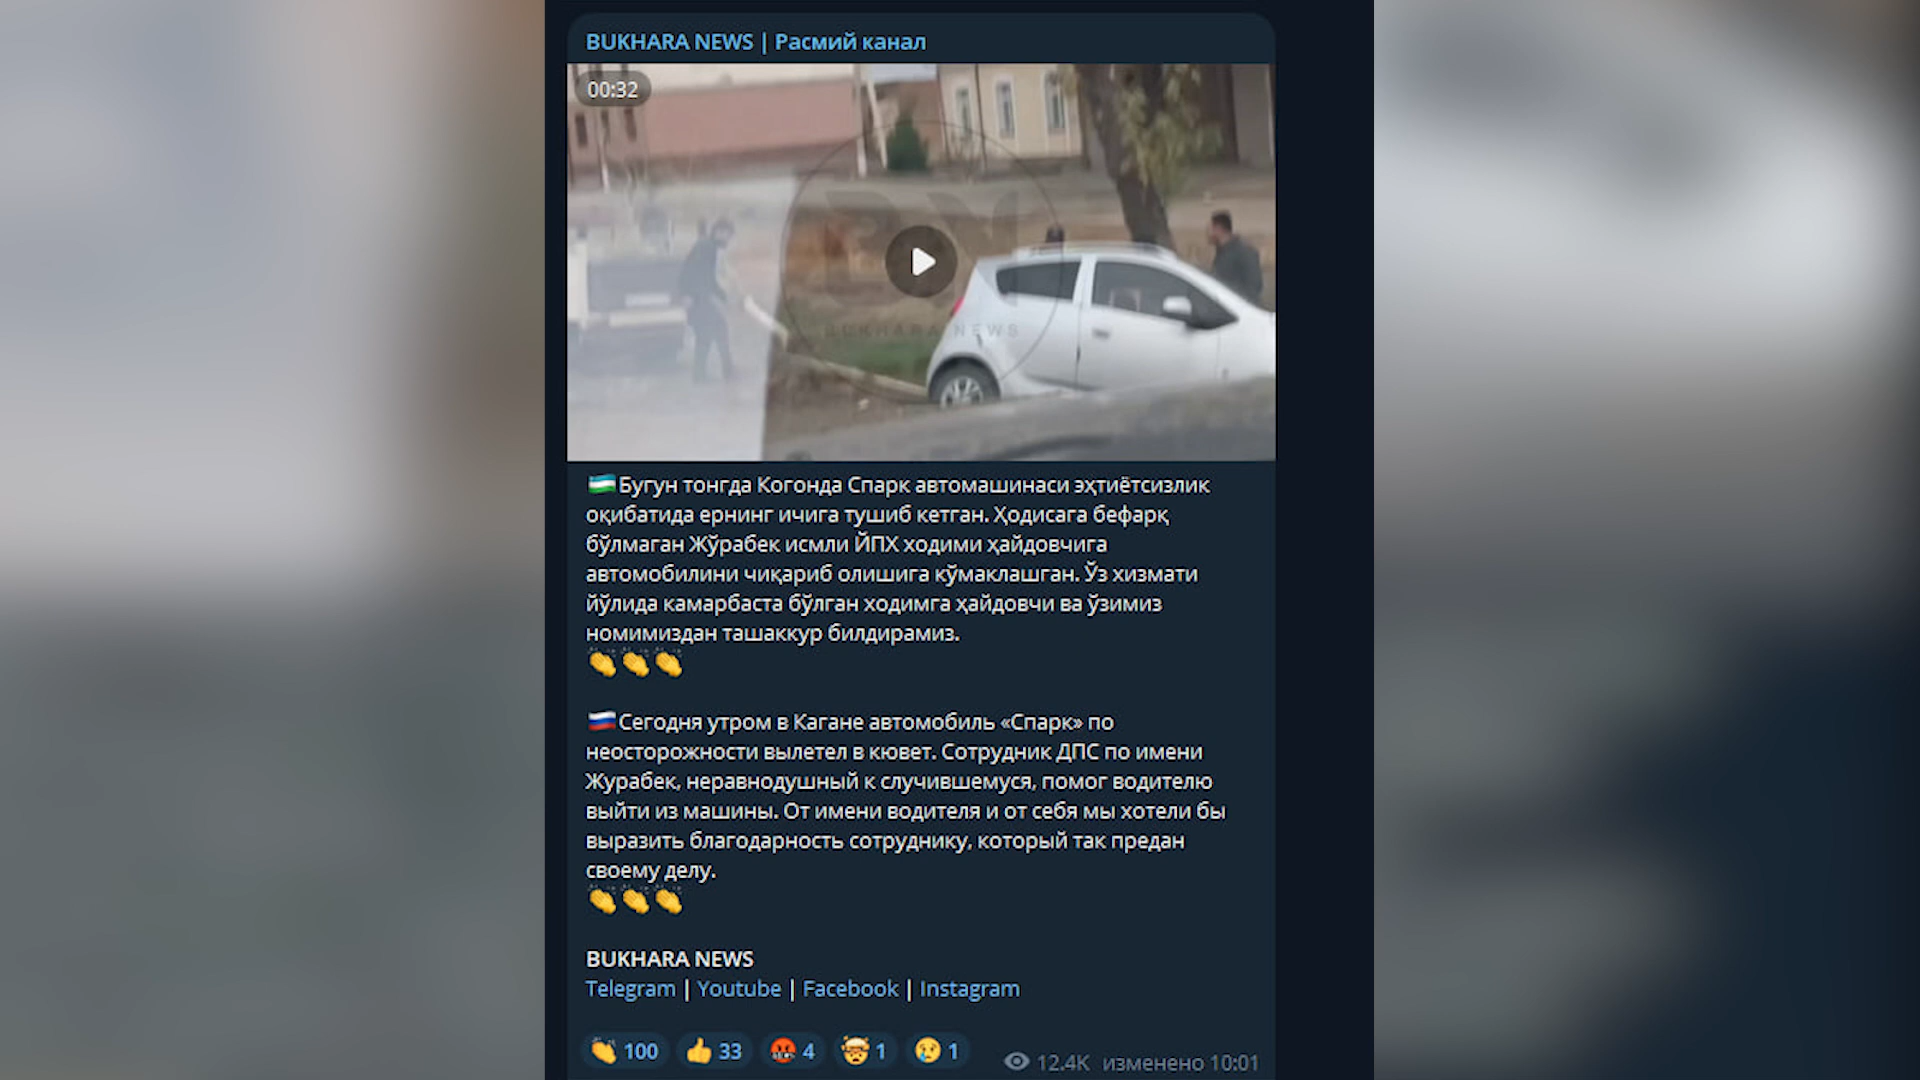 BUKHARA NEWS | Расмий канал
00:32
BUKHARA NEWS
🇺🇿Бугун тонгда Когонда Спарк автомашинаси эҳтиётсизлик
оқибатида ернинг ичига тушиб кетган. Ҳодисага бефарқ
бўлмаган Жўрабек исмли ЙПХ ходими ҳайдовчига
автомобилини чиқариб олишига кўмаклашган. Ўз хизмати
йўлида камарбаста бўлган ходимга ҳайдовчи ва ўзимиз
номимиздан ташаккур билдирамиз.
👏👏👏
🇷🇺Сегодня утром в Кагане автомобиль «Спарк» по
неосторожности вылетел в кювет. Сотрудник ДПС по имени
Журабек, неравнодушный к случившемуся, помог водителю
выйти из машины. От имени водителя и от себя мы хотели бы
выразить благодарность сотруднику, который так предан
своему делу.
👏👏👏
BUKHARA NEWS
Telegram | Youtube | Facebook | Instagram
👏 100 👍 33 🤬 4 🤯 1 😢 1
12.4K изменено 10:01